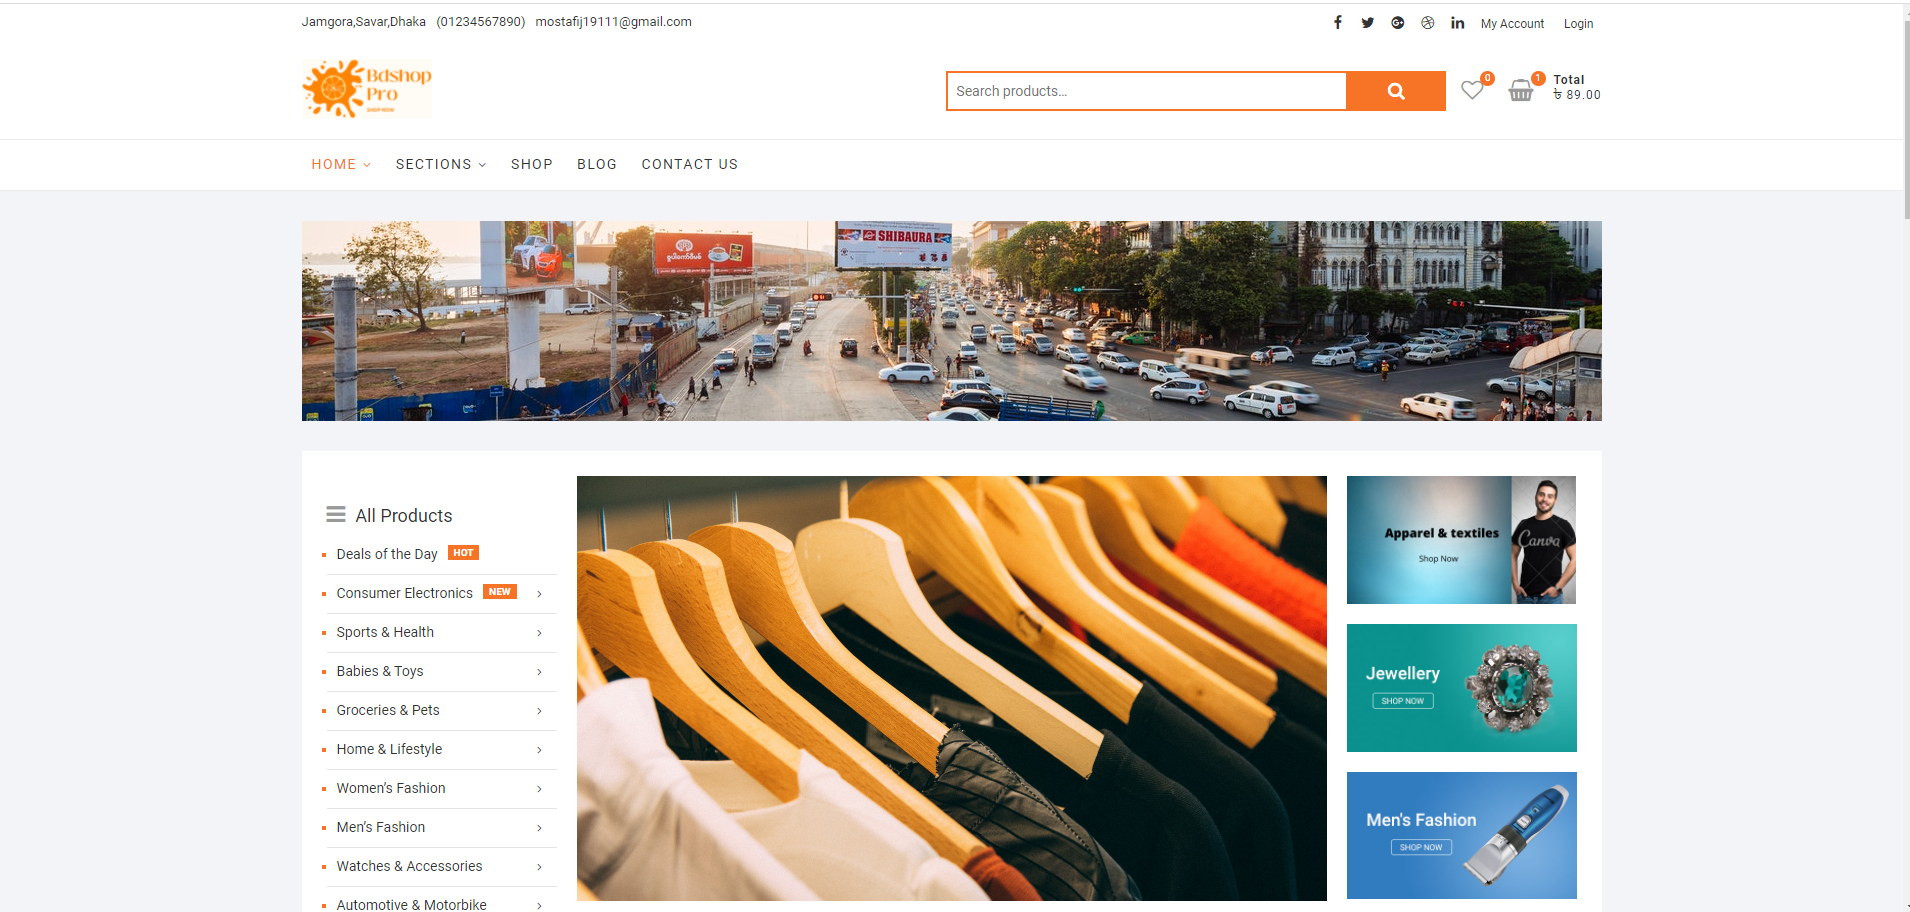 Jamgora,Savar,Dhaka (01234567890) mostafij19111@gmail.com
My Account Login
Bdshop
Pro
SHOP NOW
Search products...
0
1
Total
৳ 89.00
HOME SECTIONS SHOP BLOG CONTACT US
SHIBAURA
All Products
Deals of the Day HOT
Consumer Electronics NEW
Sports & Health
Babies & Toys
Groceries & Pets
Home & Lifestyle
Women's Fashion
Men's Fashion
Watches & Accessories
Automotive & Motorbike
Apparel & textiles
Shop Now
Canva
Jewellery
SHOP NOW
Men's Fashion
SHOP NOW